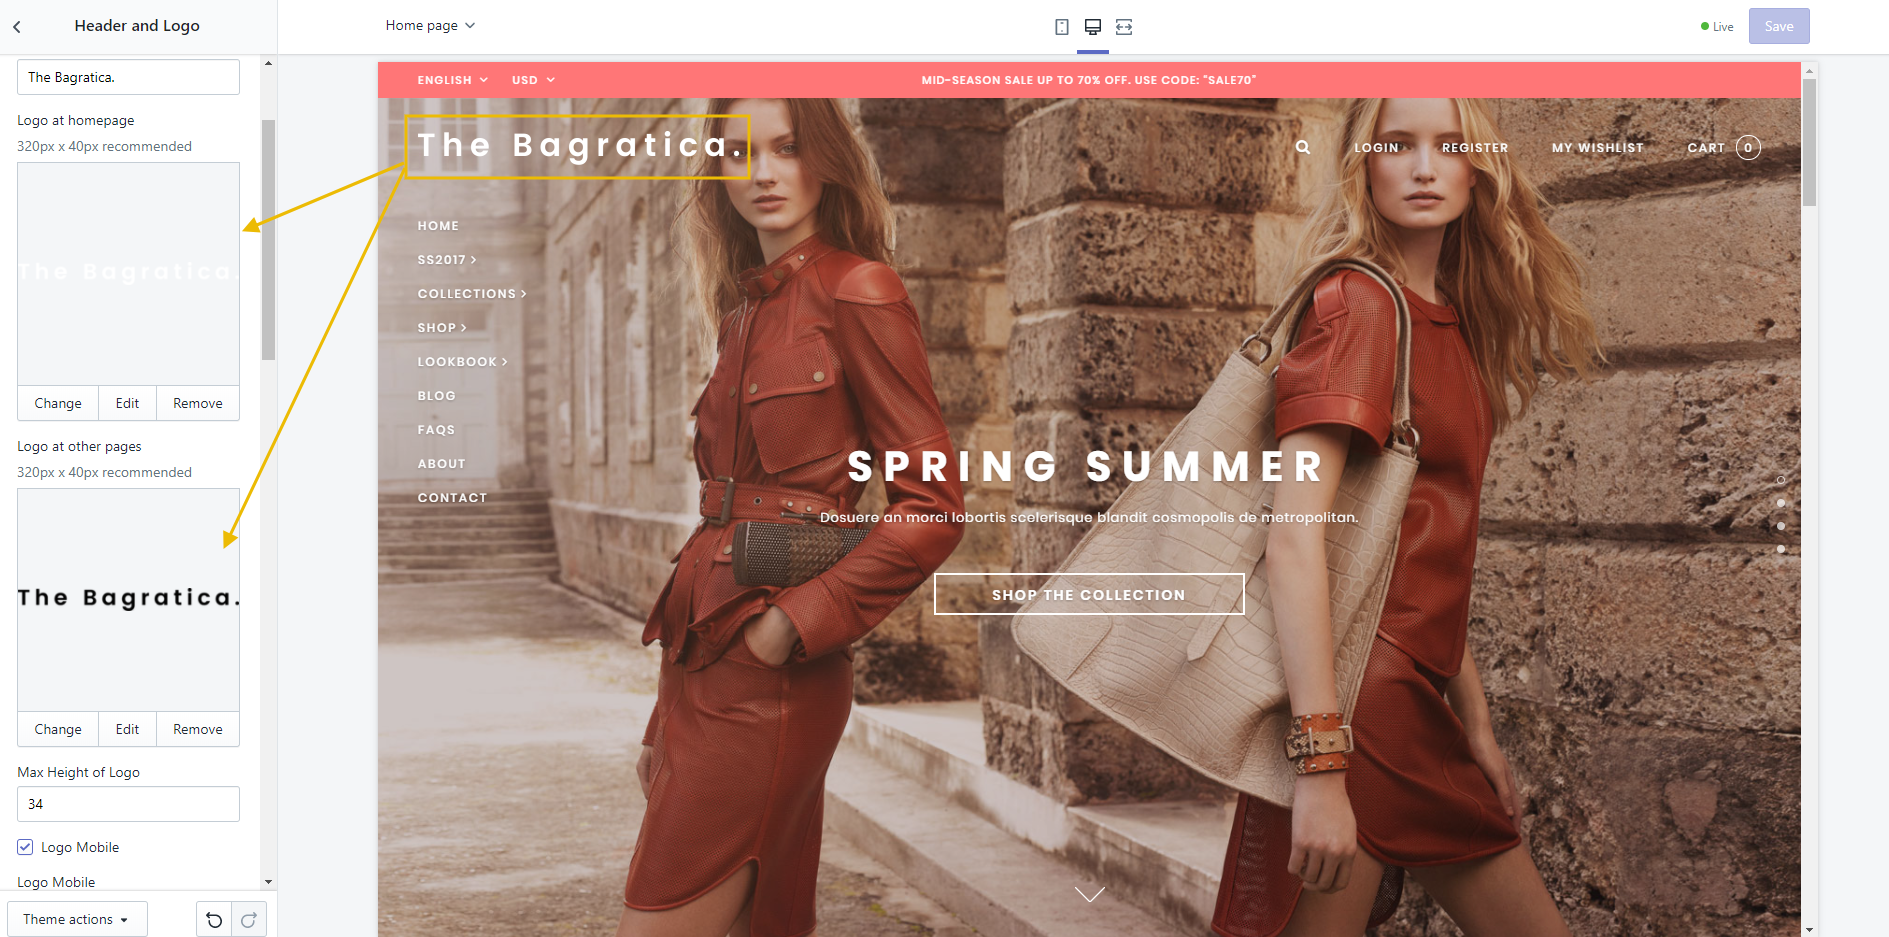 Header and Logo
Home page
Live
Save
The Bagratica.
Logo at homepage
320px x 40px recommended
The Bagratica.
Change Edit Remove
Logo at other pages
320px x 40px recommended
The Bagratica.
Change Edit Remove
Max Height of Logo
34
Logo Mobile
Logo Mobile
Theme actions
ENGLISH USD MID-SEASON SALE UP TO 70% OFF. USE CODE: "SALE70"
The Bagratica.
LOGIN REGISTER MY WISHLIST CART 0
HOME
SS2017 >
COLLECTIONS >
SHOP >
LOOKBOOK >
BLOG
FAQS
ABOUT
CONTACT
SPRING SUMMER
Dosuere an morci lobortis scelerisque blandit cosmopolis de metropolitan.
SHOP THE COLLECTION